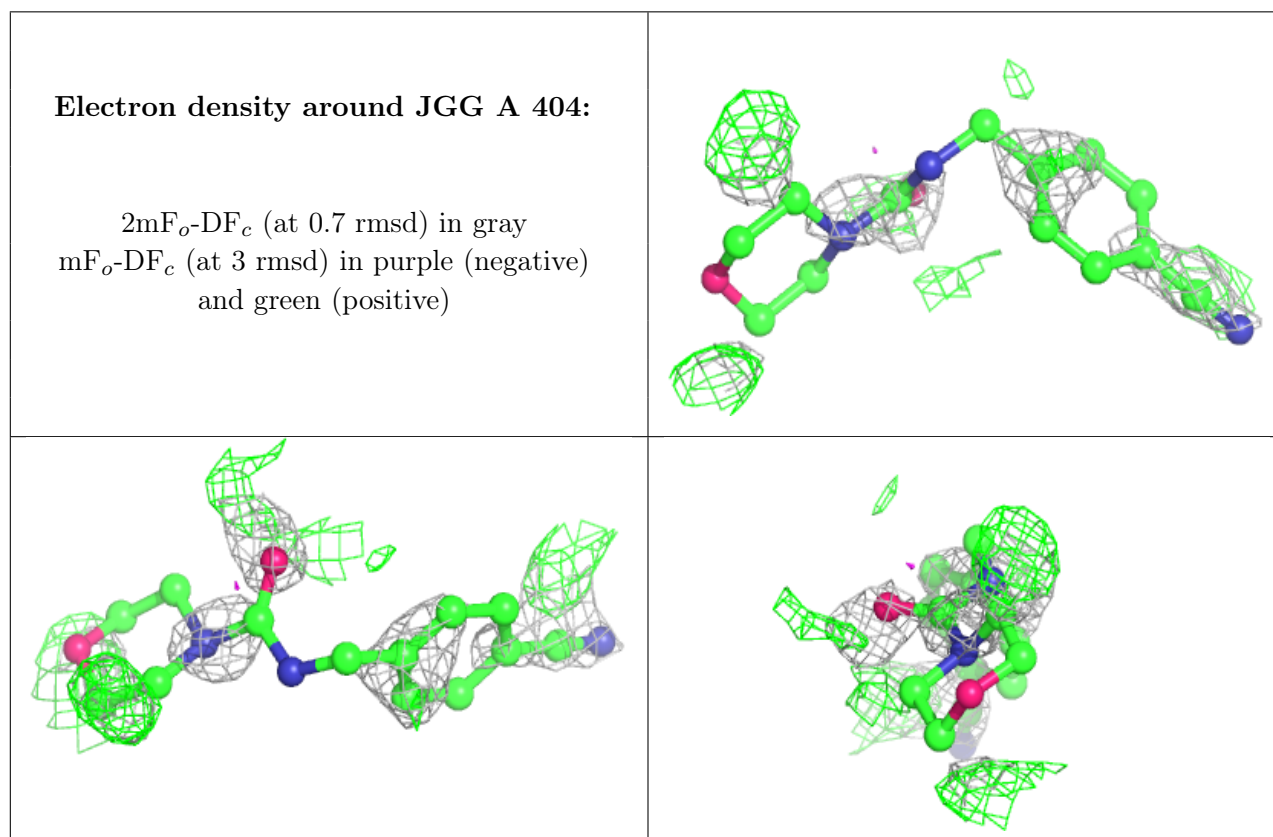 Electron density around JGG A 404:
2mFo-DFc (at 0.7 rmsd) in gray
mFo-DFc (at 3 rmsd) in purple (negative)
and green (positive)